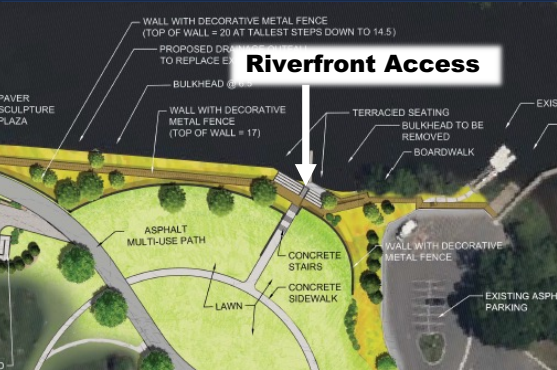 WALL WITH DECORATIVE METAL FENCE
(TOP OF WALL = 20 AT TALLEST STEPS DOWN TO 14.5)
PROPOSED DRAINAGE
TO REPLACE
Riverfront Access
BULKHEAD @
PAVER
SCULPTURE
PLAZA
WALL WITH DECORATIVE
METAL FENCE
(TOP OF WALL = 17)
TERRACIED SEATING
BULKHEAD TO BE
REMOVED
BOARDWALK
ASPHALT
MULTI-USE PATH
CONCRETE
STAIRS
WALL WITH DECORATIVE
METAL FENCE
CONCRETE
SIDEWALK
LAWN
EXISTING ASPH
PARKING